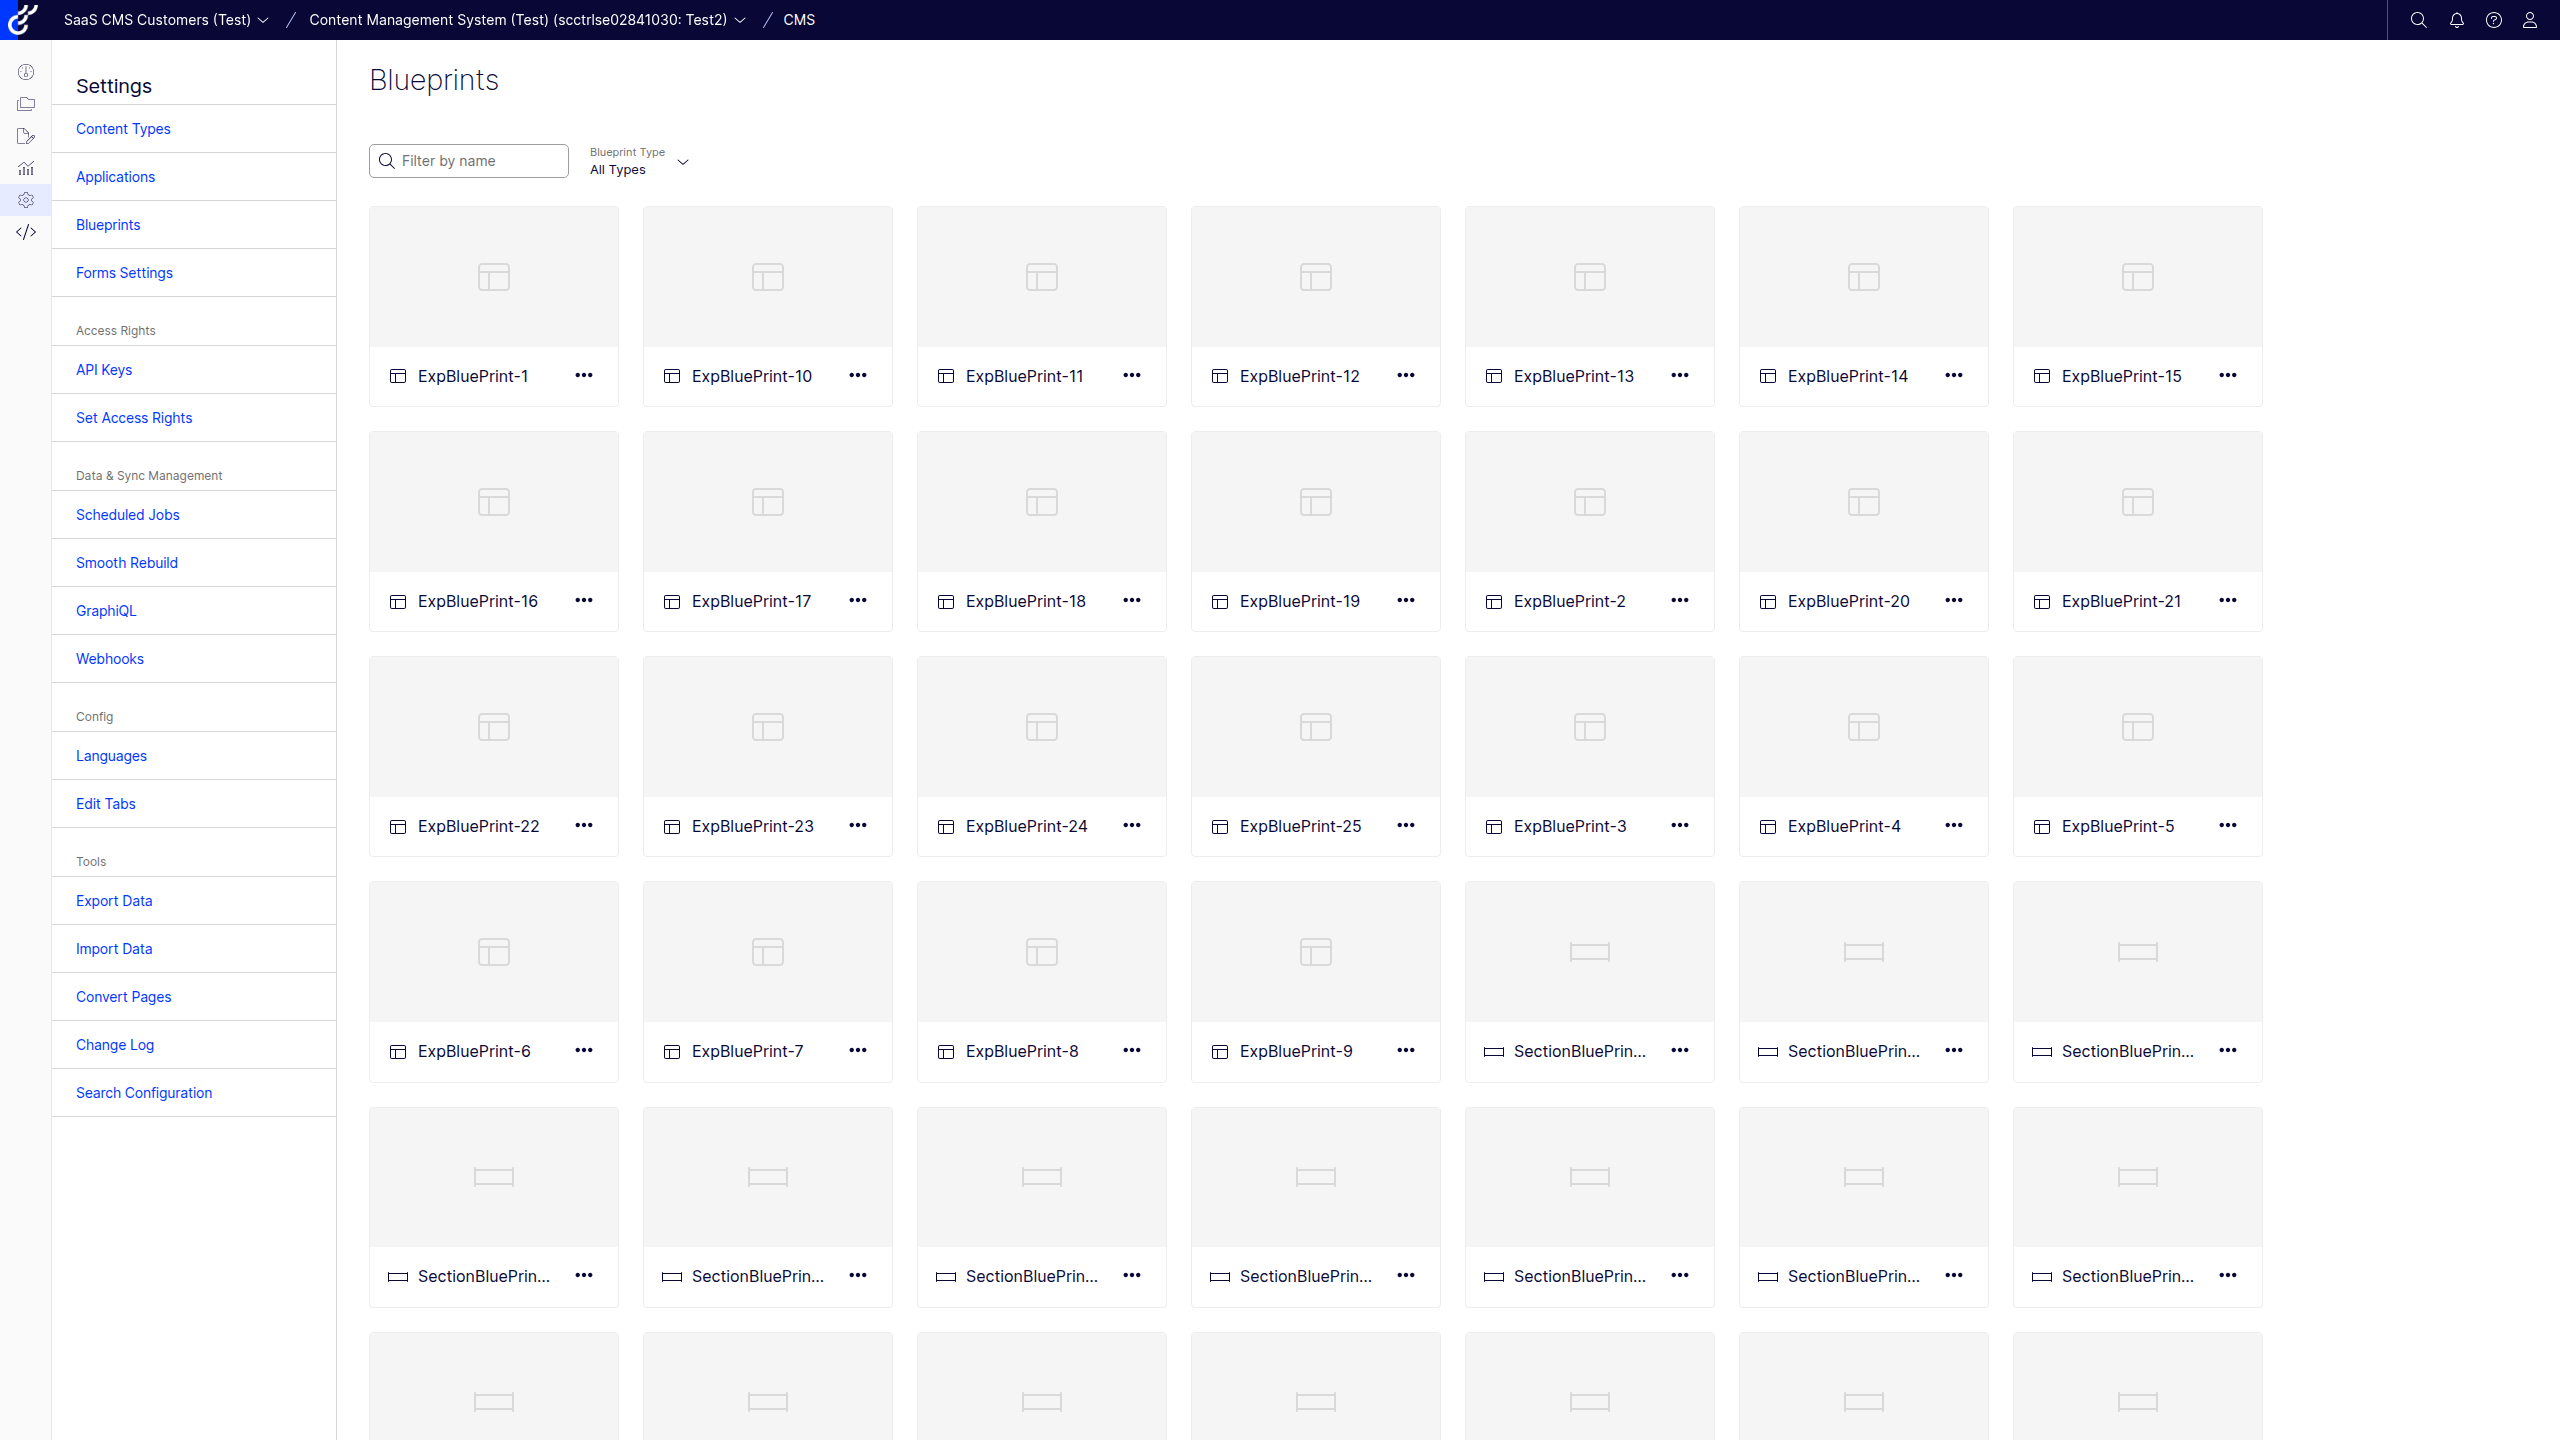 SaaS CMS Customers (Test) / Content Management System (Test) (scctrlse02841030: Test2) / CMS
Settings
Content Types
Applications
Blueprints
Forms Settings
Access Rights
API Keys
Set Access Rights
Data & Sync Management
Scheduled Jobs
Smooth Rebuild
GraphiQL
Webhooks
Config
Languages
Edit Tabs
Tools
Export Data
Import Data
Convert Pages
Change Log
Search Configuration
Blueprints
Filter by name
Blueprint Type
All Types
ExpBluePrint-1 ExpBluePrint-10 ExpBluePrint-11 ExpBluePrint-12 ExpBluePrint-13 ExpBluePrint-14 ExpBluePrint-15
ExpBluePrint-16 ExpBluePrint-17 ExpBluePrint-18 ExpBluePrint-19 ExpBluePrint-2 ExpBluePrint-20 ExpBluePrint-21
ExpBluePrint-22 ExpBluePrint-23 ExpBluePrint-24 ExpBluePrint-25 ExpBluePrint-3 ExpBluePrint-4 ExpBluePrint-5
ExpBluePrint-6 ExpBluePrint-7 ExpBluePrint-8 ExpBluePrint-9 SectionBluePrin... SectionBluePrin... SectionBluePrin...
SectionBluePrin... SectionBluePrin... SectionBluePrin... SectionBluePrin... SectionBluePrin... SectionBluePrin... SectionBluePrin...